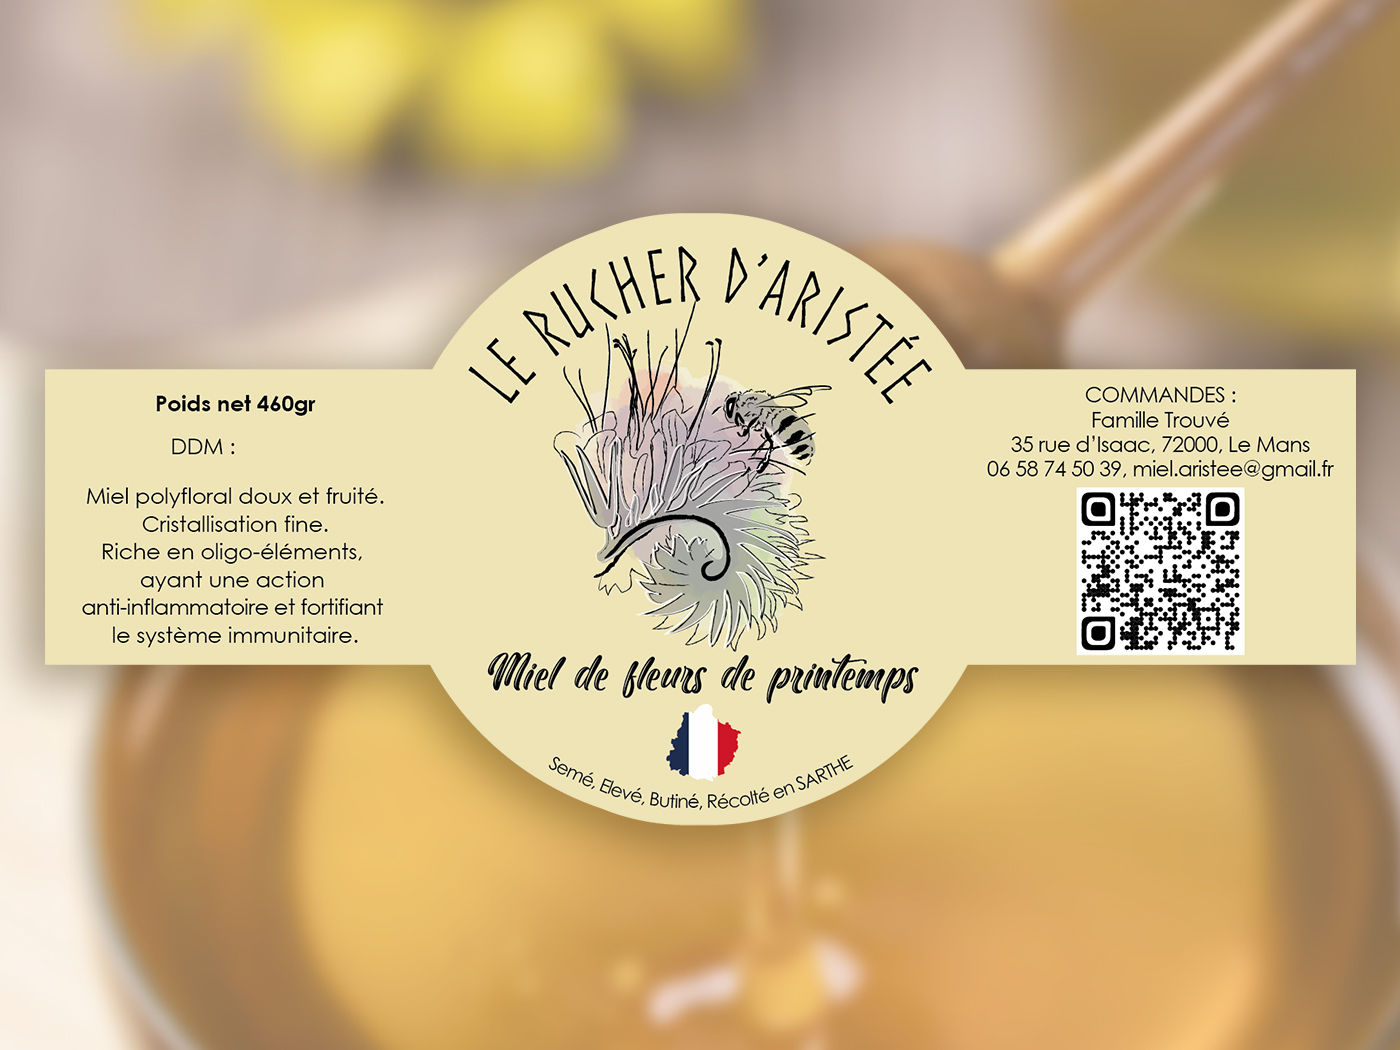 LE RUCHER D'ARISTÉE
Poids net 460gr
DDM :
Miel polyfloral doux et fruité.
Cristallisation fine.
Riche en oligo-éléments,
ayant une action
anti-inflammatoire et fortifiant
le système immunitaire.
Miel de fleurs de printemps
Semé, Elevé, Butiné, Récolté en SARTHE
COMMANDES :
Famille Trouvé
35 rue d'Isaac, 72000, Le Mans
06 58 74 50 39, miel.aristee@gmail.fr